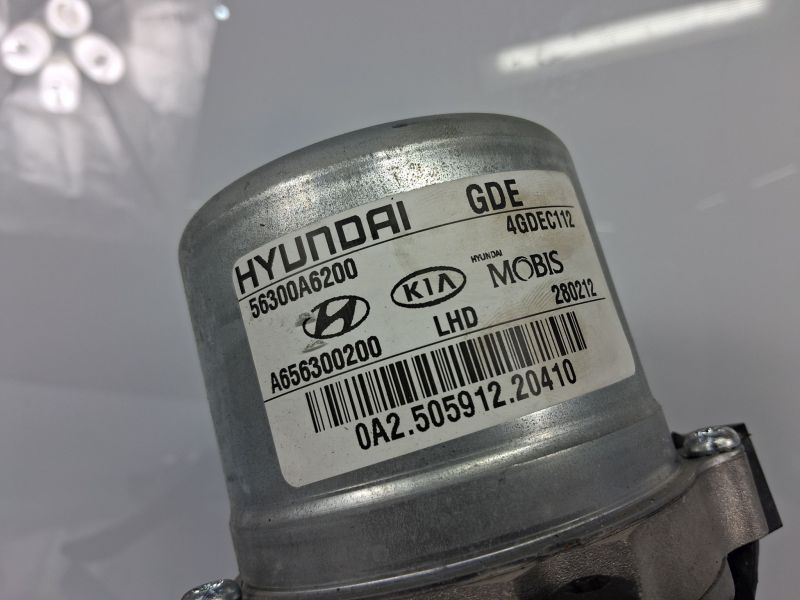 HYUNDAI GDE
56300A6200 4GDEC112
KIA HYUNDAI MOBIS
A656300200 LHD 280212
0A2.505912.20410